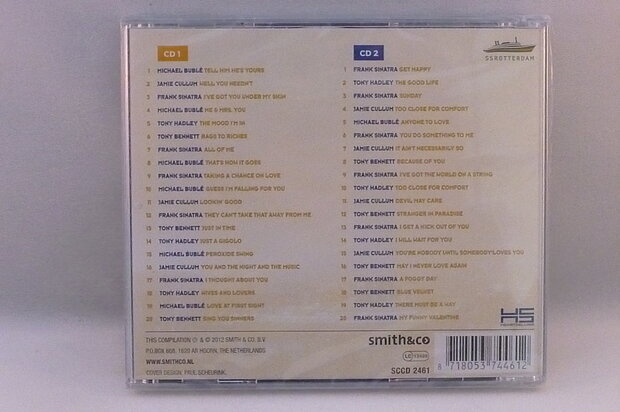 CD 1
1 MICHAEL BUBLÉ TELL HIM HE'S YOURS
2 JAMIE CULLUM WELL YOU NEEDN'T
3 FRANK SINATRA I'VE GOT YOU UNDER MY SKIN
4 MICHAEL BUBLÉ ME & MRS. YOU
5 TONY HADLEY THE MOOD I'M IN
6 TONY BENNETT RAGS TO RICHES
7 FRANK SINATRA ALL OF ME
8 MICHAEL BUBLÉ THAT'S HOW IT GOES
9 FRANK SINATRA TAKING A CHANCE ON LOVE
10 MICHAEL BUBLÉ GUESS I'M FALLING FOR YOU
11 JAMIE CULLUM LOOKIN' GOOD
12 FRANK SINATRA THEY CAN'T TAKE THAT AWAY FROM ME
13 TONY BENNETT JUST IN TIME
14 TONY HADLEY JUST A GIGOLO
15 MICHAEL BUBLÉ PEROXIDE SWING
16 JAMIE CULLUM YOU AND THE NIGHT AND THE MUSIC
17 FRANK SINATRA I THOUGHT ABOUT YOU
18 TONY HADLEY WIVES AND LOVERS
19 MICHAEL BUBLÉ LOVE AT FIRST SIGHT
20 TONY BENNETT SING YOU SINNERS
CD 2
1 FRANK SINATRA GET HAPPY
2 TONY HADLEY THE GOOD LIFE
3 FRANK SINATRA SUNDAY
4 JAMIE CULLUM TOO CLOSE FOR COMFORT
5 MICHAEL BUBLÉ ANYONE TO LOVE
6 FRANK SINATRA YOU DO SOMETHING TO ME
7 JAMIE CULLUM IT AIN'T NECESSARILY SO
8 TONY BENNETT BECAUSE OF YOU
9 FRANK SINATRA I'VE GOT THE WORLD ON A STRING
10 TONY HADLEY TOO CLOSE FOR COMFORT
11 JAMIE CULLUM DEVIL MAY CARE
12 TONY BENNETT STRANGER IN PARADISE
13 FRANK SINATRA I GET A KICK OUT OF YOU
14 TONY HADLEY I WILL WAIT FOR YOU
15 JAMIE CULLUM YOU'RE NOBODY UNTIL SOMEBODY LOVES YOU
16 TONY BENNETT MAY I NEVER LOVE AGAIN
17 FRANK SINATRA A FOGGY DAY
18 TONY BENNETT BLUE VELVET
19 TONY HADLEY THERE MUST BE A WAY
20 FRANK SINATRA MY FUNNY VALENTINE
SSROTTERDAM
THIS COMPILATION ℗ & © 2012 SMITH & CO. B.V
P.O.BOX 608, 1620 AR HOORN, THE NETHERLANDS
WWW.SMITHCO.NL
COVER DESIGN: PAUL SCHEURINK.
smith&co
LC
SCCD 2461
HS
8 718053 744612